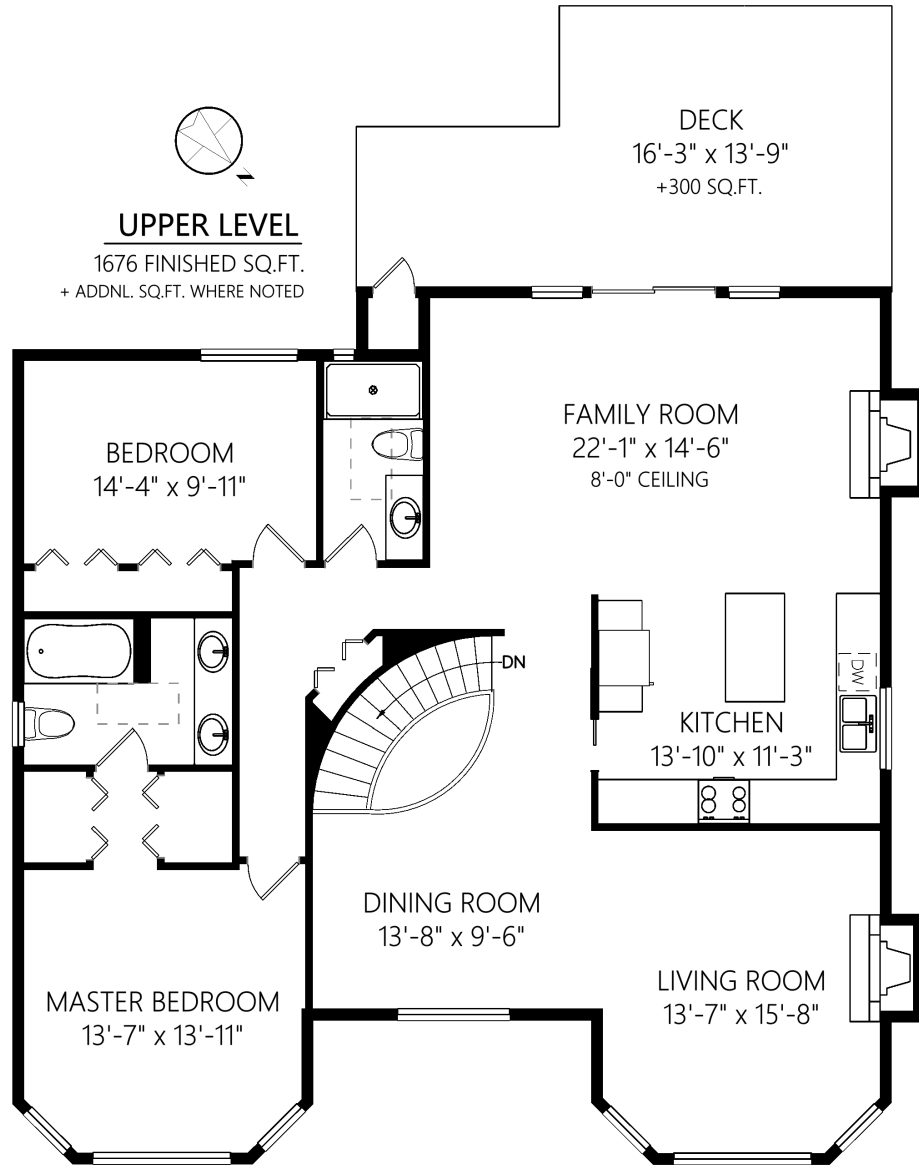 DECK
16'-3" x 13'-9"
+300 SQ.FT.
N
UPPER LEVEL
1676 FINISHED SQ.FT.
+ ADDNL. SQ.FT. WHERE NOTED
FAMILY ROOM
22'-1" x 14'-6"
8'-0" CEILING
BEDROOM
14'-4" x 9'-11"
DN
DW
KITCHEN
13'-10" x 11'-3"
DINING ROOM
13'-8" x 9'-6"
LIVING ROOM
13'-7" x 15'-8"
MASTER BEDROOM
13'-7" x 13'-11"